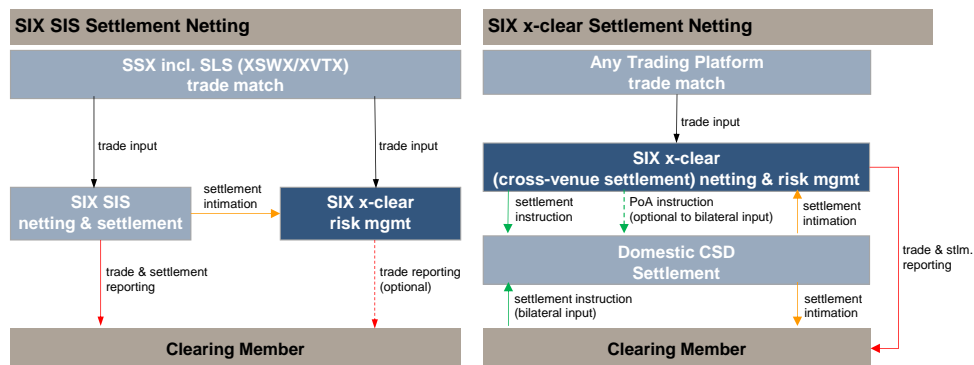 SIX SIS Settlement Netting
SSX incl. SLS (XSWX/XVTX)
trade match
trade input
trade input
SIX SIS
netting & settlement
settlement
intimation
SIX x-clear
risk mgmt
trade & settlement
reporting
trade reporting
(optional)
Clearing Member
SIX x-clear Settlement Netting
Any Trading Platform
trade match
trade input
SIX x-clear
(cross-venue settlement) netting & risk mgmt
settlement
instruction
PoA instruction
(optional to bilateral input)
settlement
intimation
Domestic CSD
Settlement
trade & stlm.
reporting
settlement instruction
(bilateral input)
settlement
intimation
Clearing Member